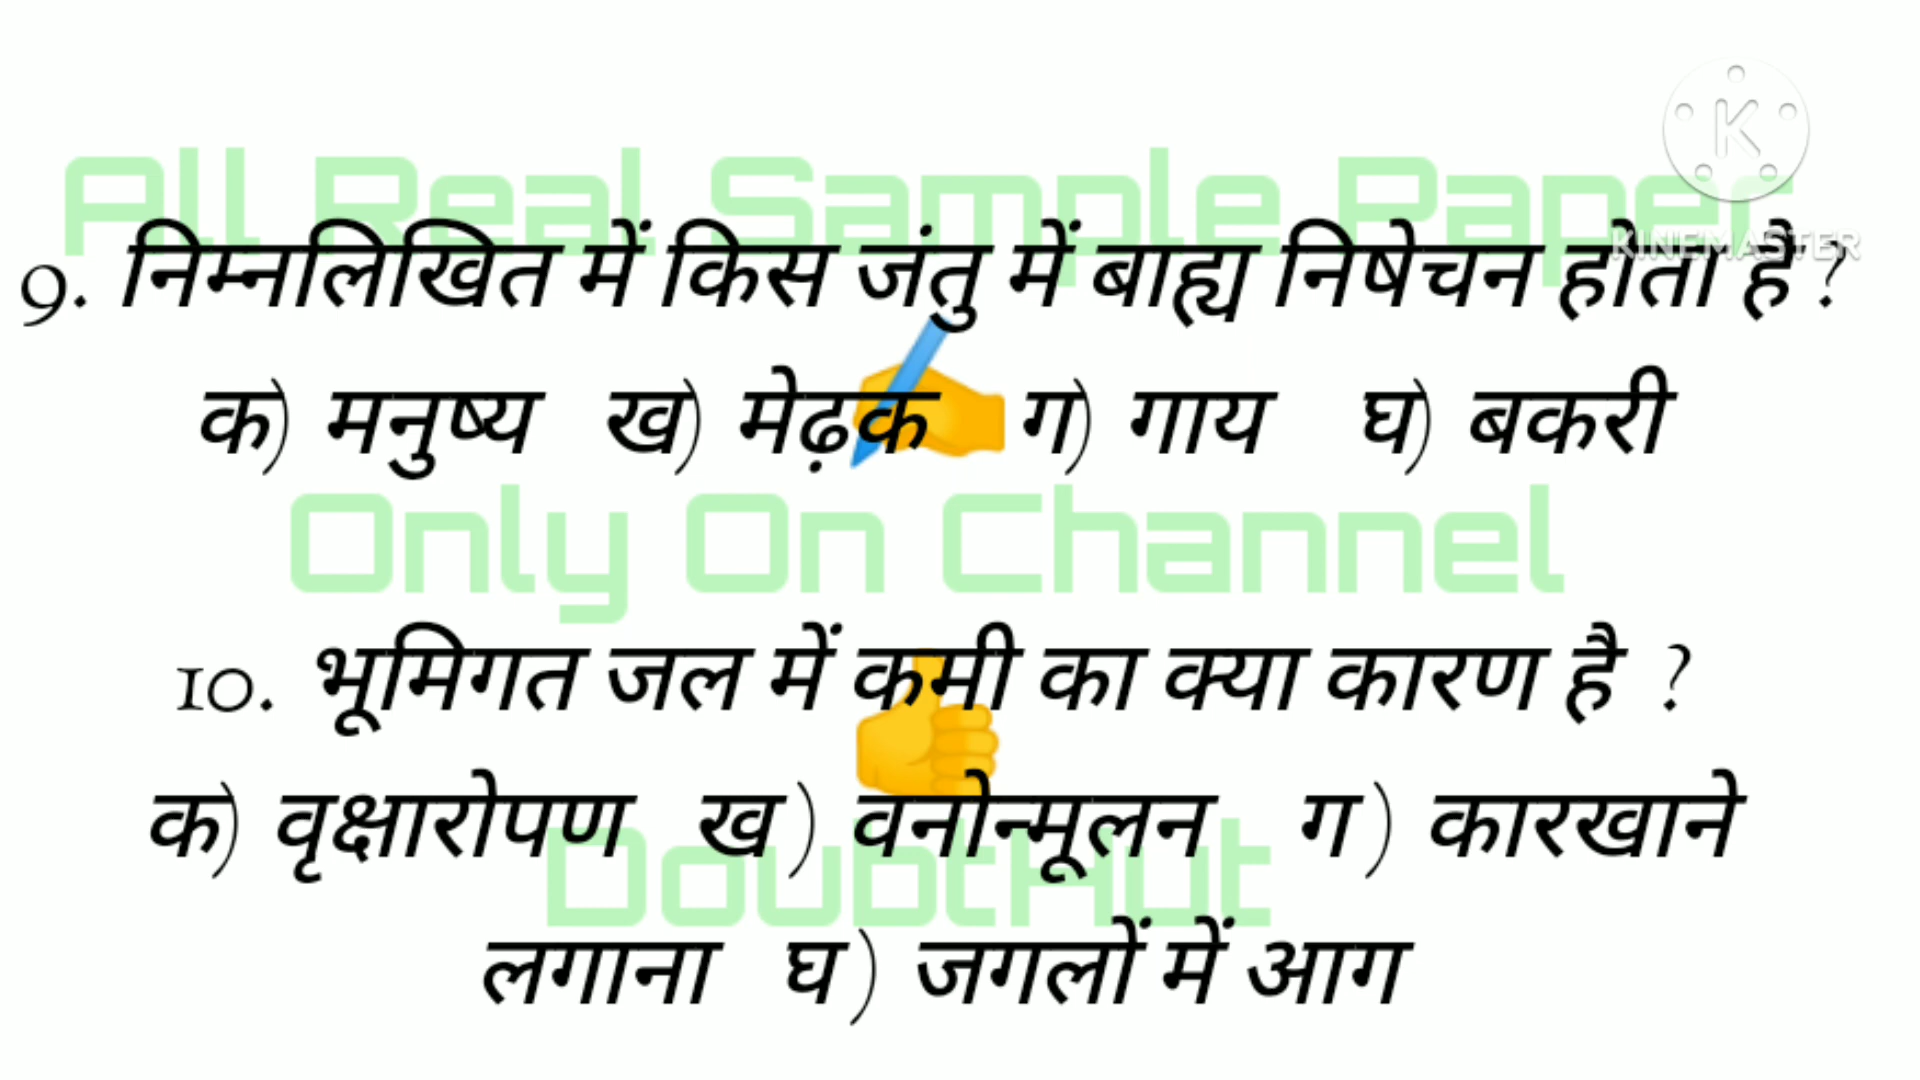 All Real Sample Paper
K
KINEMASTER
9. निम्नलिखित में किस जंतु में बाह्य निषेचन होता है ?
क) मनुष्य ख) मेढ़क ग) गाय घ) बकरी
Only On Channel
10. भूमिगत जल में कमी का क्या कारण है ?
क) वृक्षारोपण ख) वनोन्मूलन ग) कारखाने
DoubtHut
लगाना घ) जगलों में आग